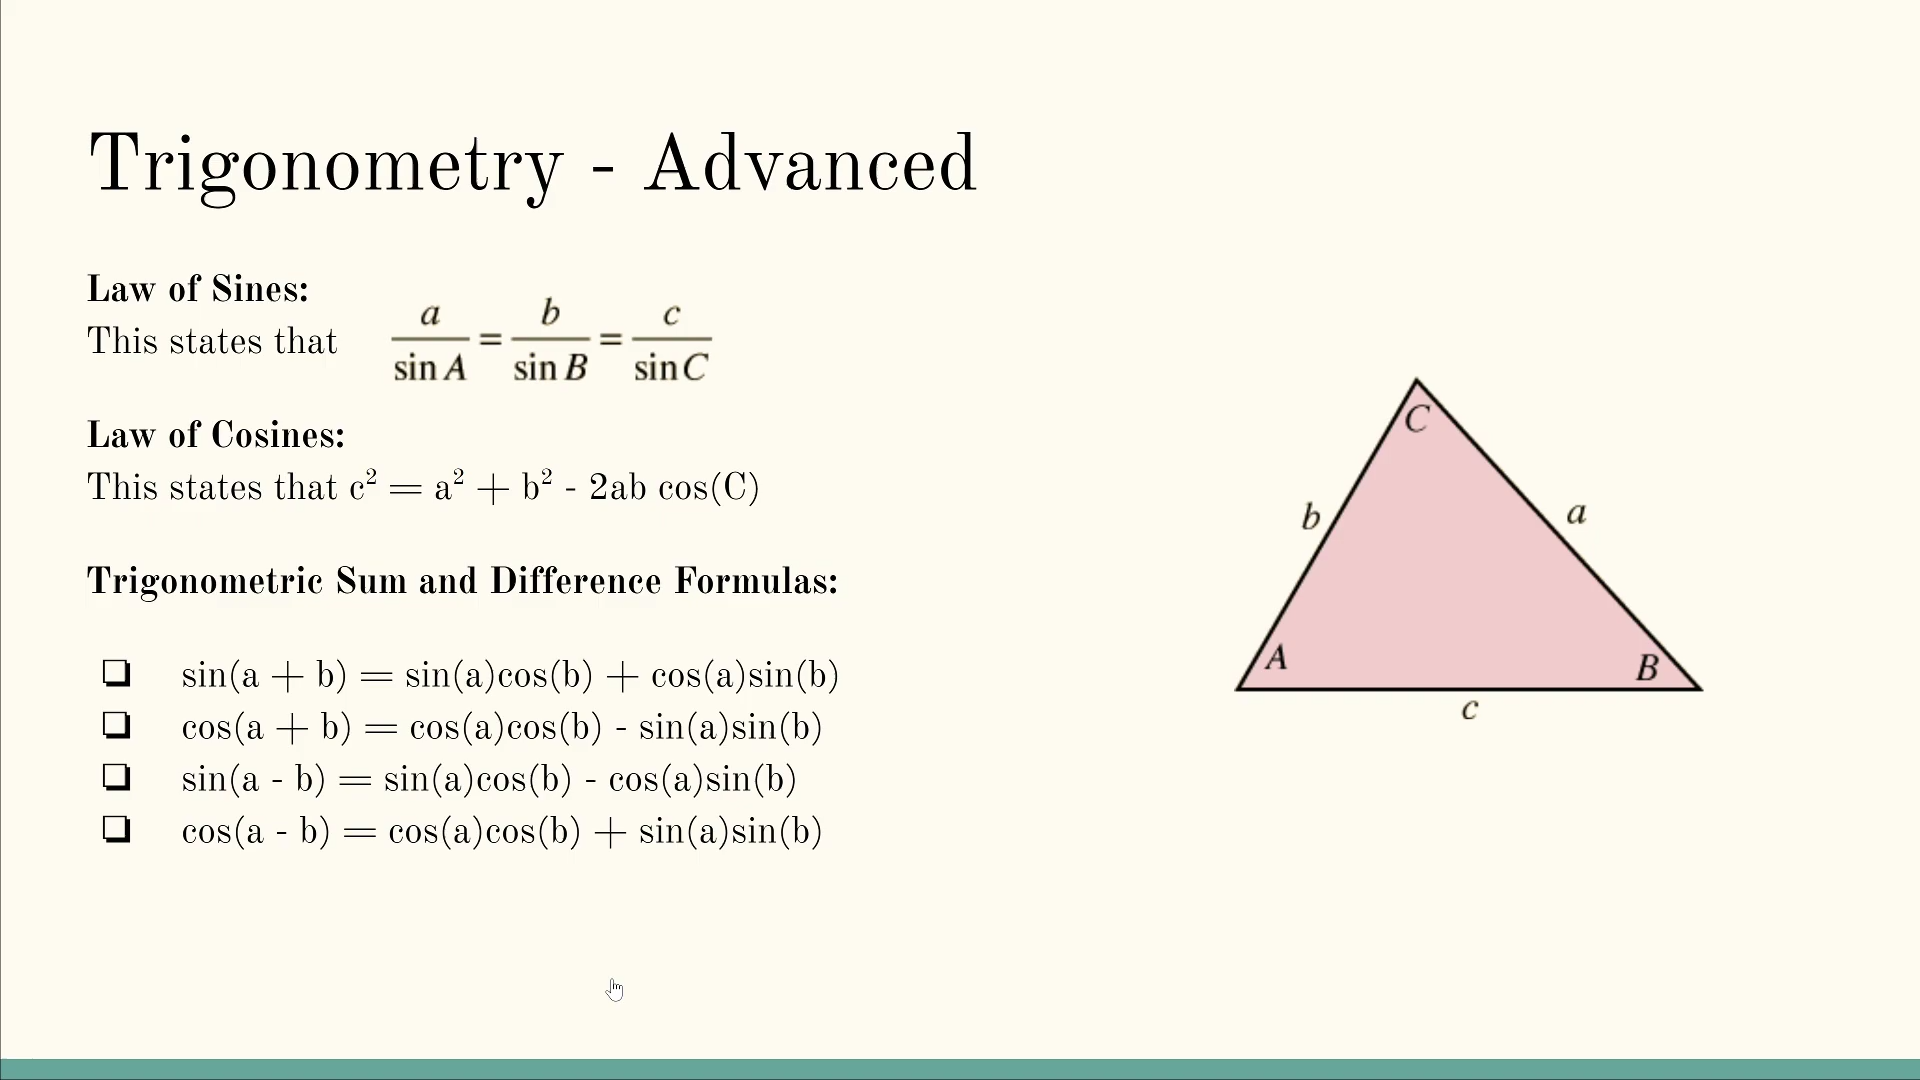 Trigonometry - Advanced
Law of Sines:
This states that a/sin A = b/sin B = c/sin C
Law of Cosines:
This states that c² = a² + b² - 2ab cos(C)
Trigonometric Sum and Difference Formulas:
❏ sin(a + b) = sin(a)cos(b) + cos(a)sin(b)
❏ cos(a + b) = cos(a)cos(b) - sin(a)sin(b)
❏ sin(a - b) = sin(a)cos(b) - cos(a)sin(b)
❏ cos(a - b) = cos(a)cos(b) + sin(a)sin(b)
C
b
a
A
B
c